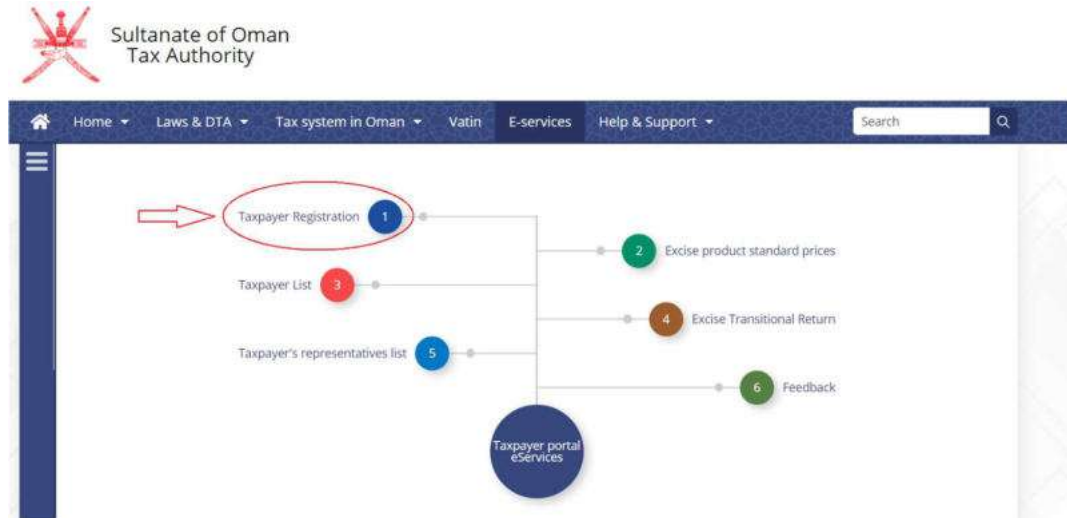 Sultanate of Oman
Tax Authority
Home Laws & DTA Tax system in Oman Vatin E-services Help & Support Search
Taxpayer Registration 1
2 Excise product standard prices
Taxpayer List 3
4 Excise Transitional Return
Taxpayer's representatives list 5
6 Feedback
Taxpayer portal
eServices